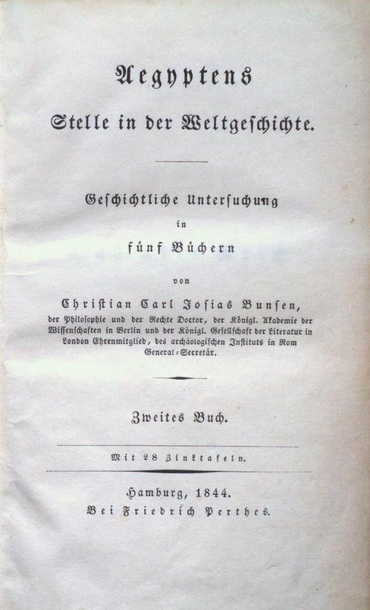 Aegyptens
Stelle in der Weltgeschichte.
Geschichtliche Untersuchung
in
fünf Büchern
von
Christian Carl Josias Bunsen,
der Philosophie und der Rechte Doctor, der Königl. Akademie der
Wissenschaften in Berlin und der Königl. Gesellschaft der Literatur in
London Ehrenmitglied, des archäologischen Instituts in Rom
General-Secretär.
Zweites Buch.
Mit 28 Zinktafeln.
Hamburg, 1844.
Bei Friedrich Perthes.